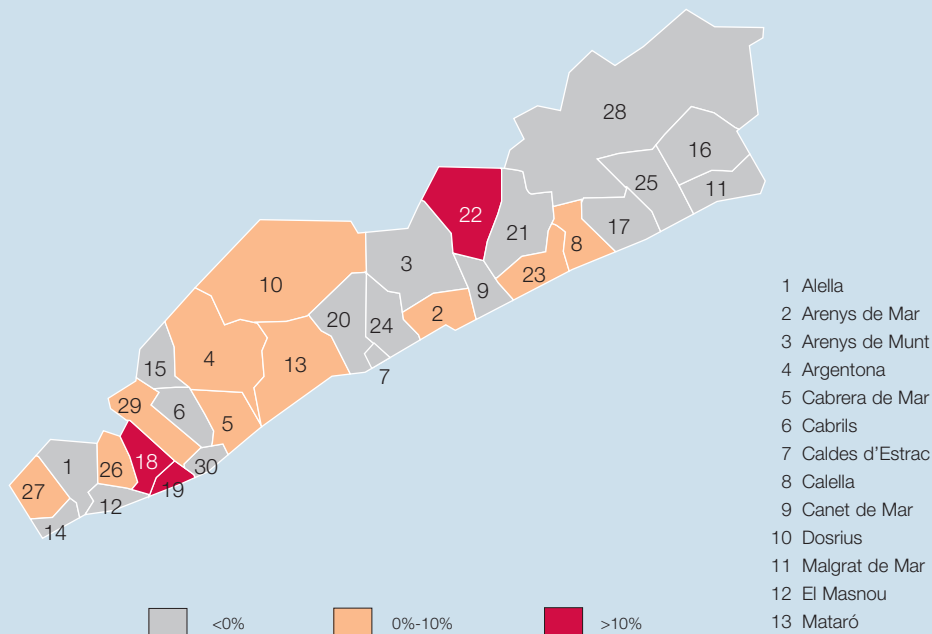 28
16
25
11
22
21
17
8
3
23
10
9
20
24
2
7
4
13
15
29
6
5
1
18
30
26
19
27
12
14
1 Alella
2 Arenys de Mar
3 Arenys de Munt
4 Argentona
5 Cabrera de Mar
6 Cabrils
7 Caldes d'Estrac
8 Calella
9 Canet de Mar
10 Dosrius
11 Malgrat de Mar
12 El Masnou
13 Mataró
<0%
0%-10%
>10%